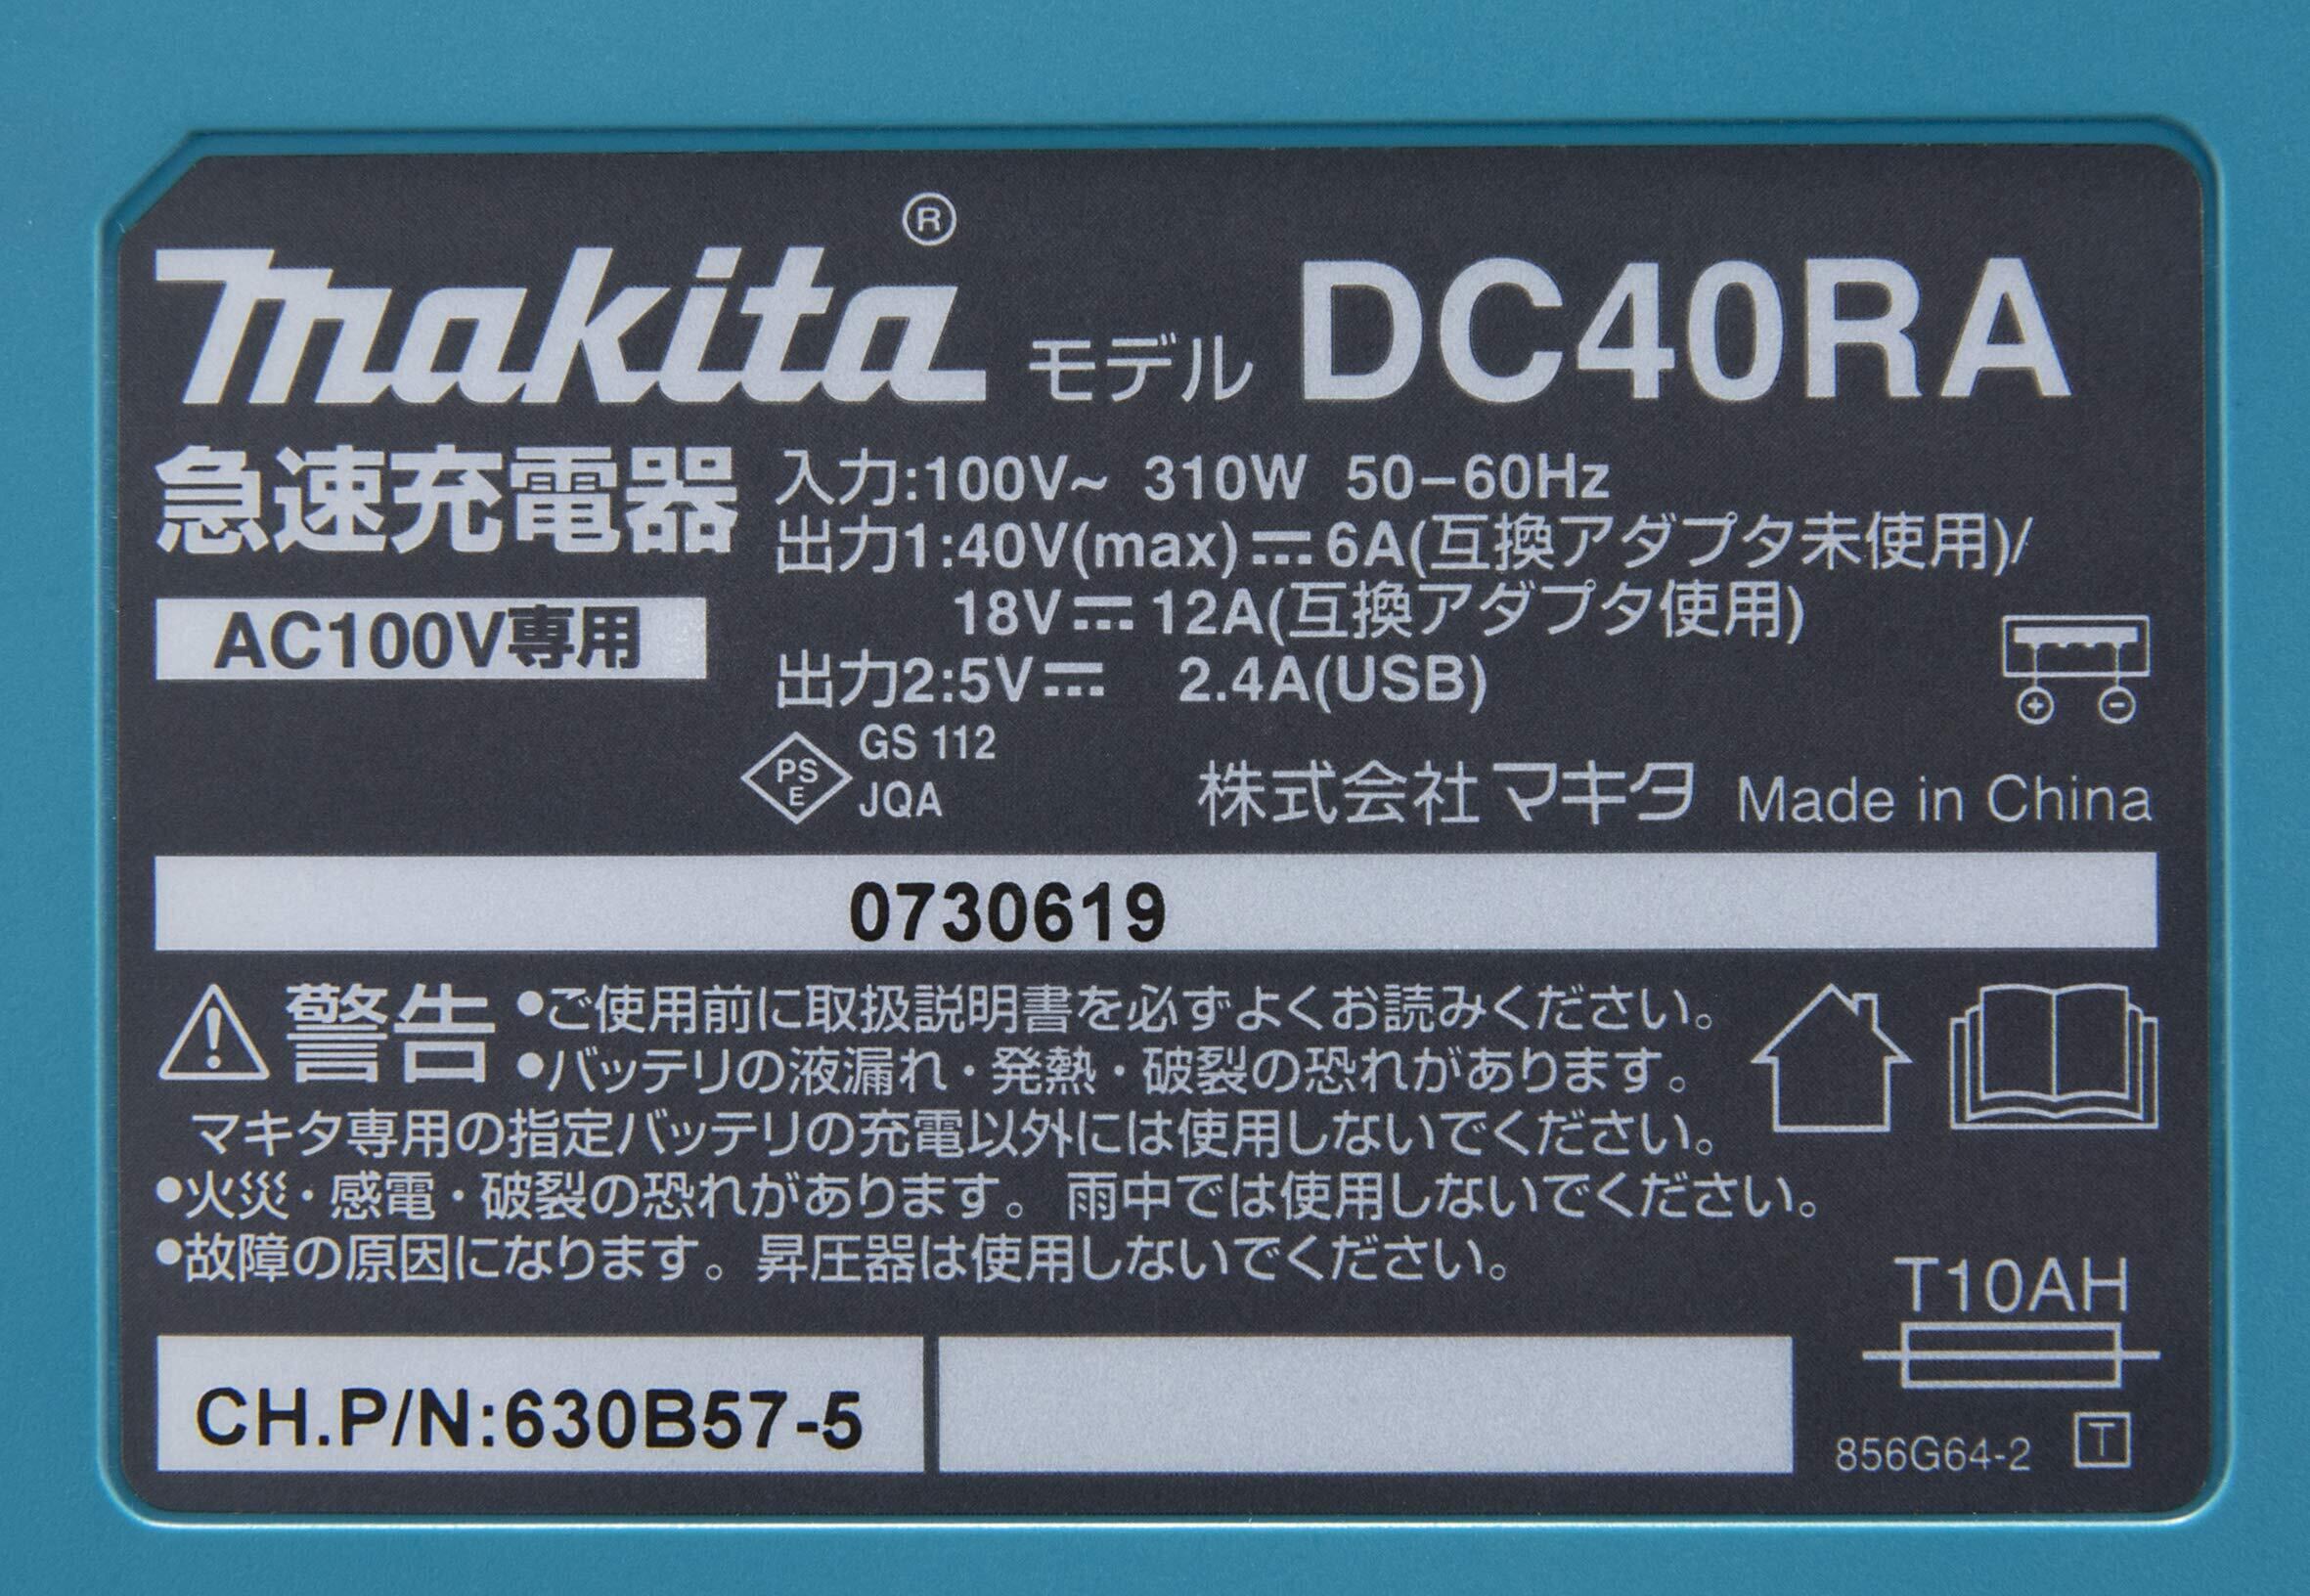 makita® モデル DC40RA
急速充電器
AC100V専用
入力:100V~ 310W 50-60Hz
出力1:40V(max)⎓6A(互換アダプタ未使用)/
18V⎓12A(互換アダプタ使用)
出力2:5V⎓ 2.4A(USB)
PS
E
GS 112
JQA
株式会社マキタ Made in China
0730619
警告 •ご使用前に取扱説明書を必ずよくお読みください。
•バッテリの液漏れ・発熱・破裂の恐れがあります。
マキタ専用の指定バッテリの充電以外には使用しないでください。
•火災・感電・破裂の恐れがあります。雨中では使用しないでください。
•故障の原因になります。昇圧器は使用しないでください。
T10AH
CH.P/N:630B57-5
856G64-2 T